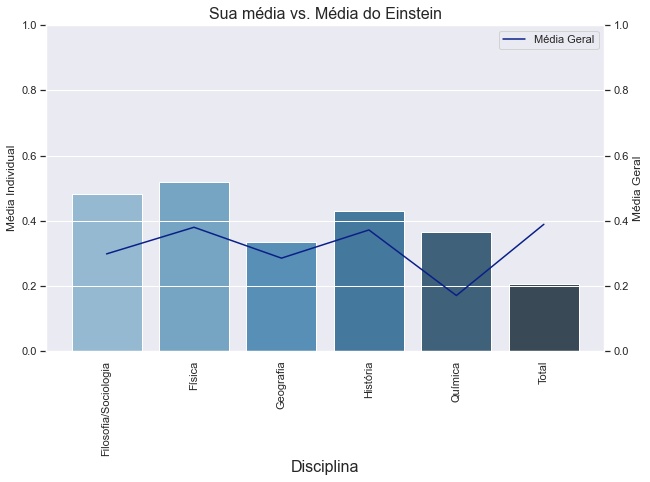 Sua média vs. Média do Einstein
Média Geral
1.0
0.8
0.6
0.4
0.2
0.0
Média Individual
1.0
0.8
0.6
0.4
0.2
0.0
Média Geral
Filosofia/Sociologia
Física
Geografia
História
Química
Total
Disciplina